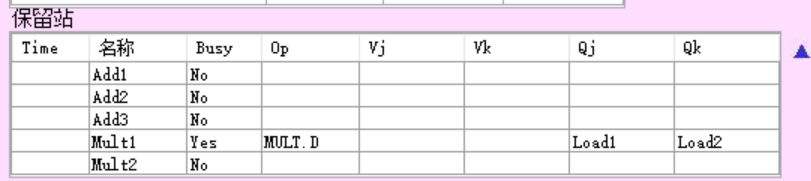 保留站
Time 名称 Busy Op Vj Vk Qj Qk
Add1 No
Add2 No
Add3 No
Mult1 Yes MULT.D Load1 Load2
Mult2 No